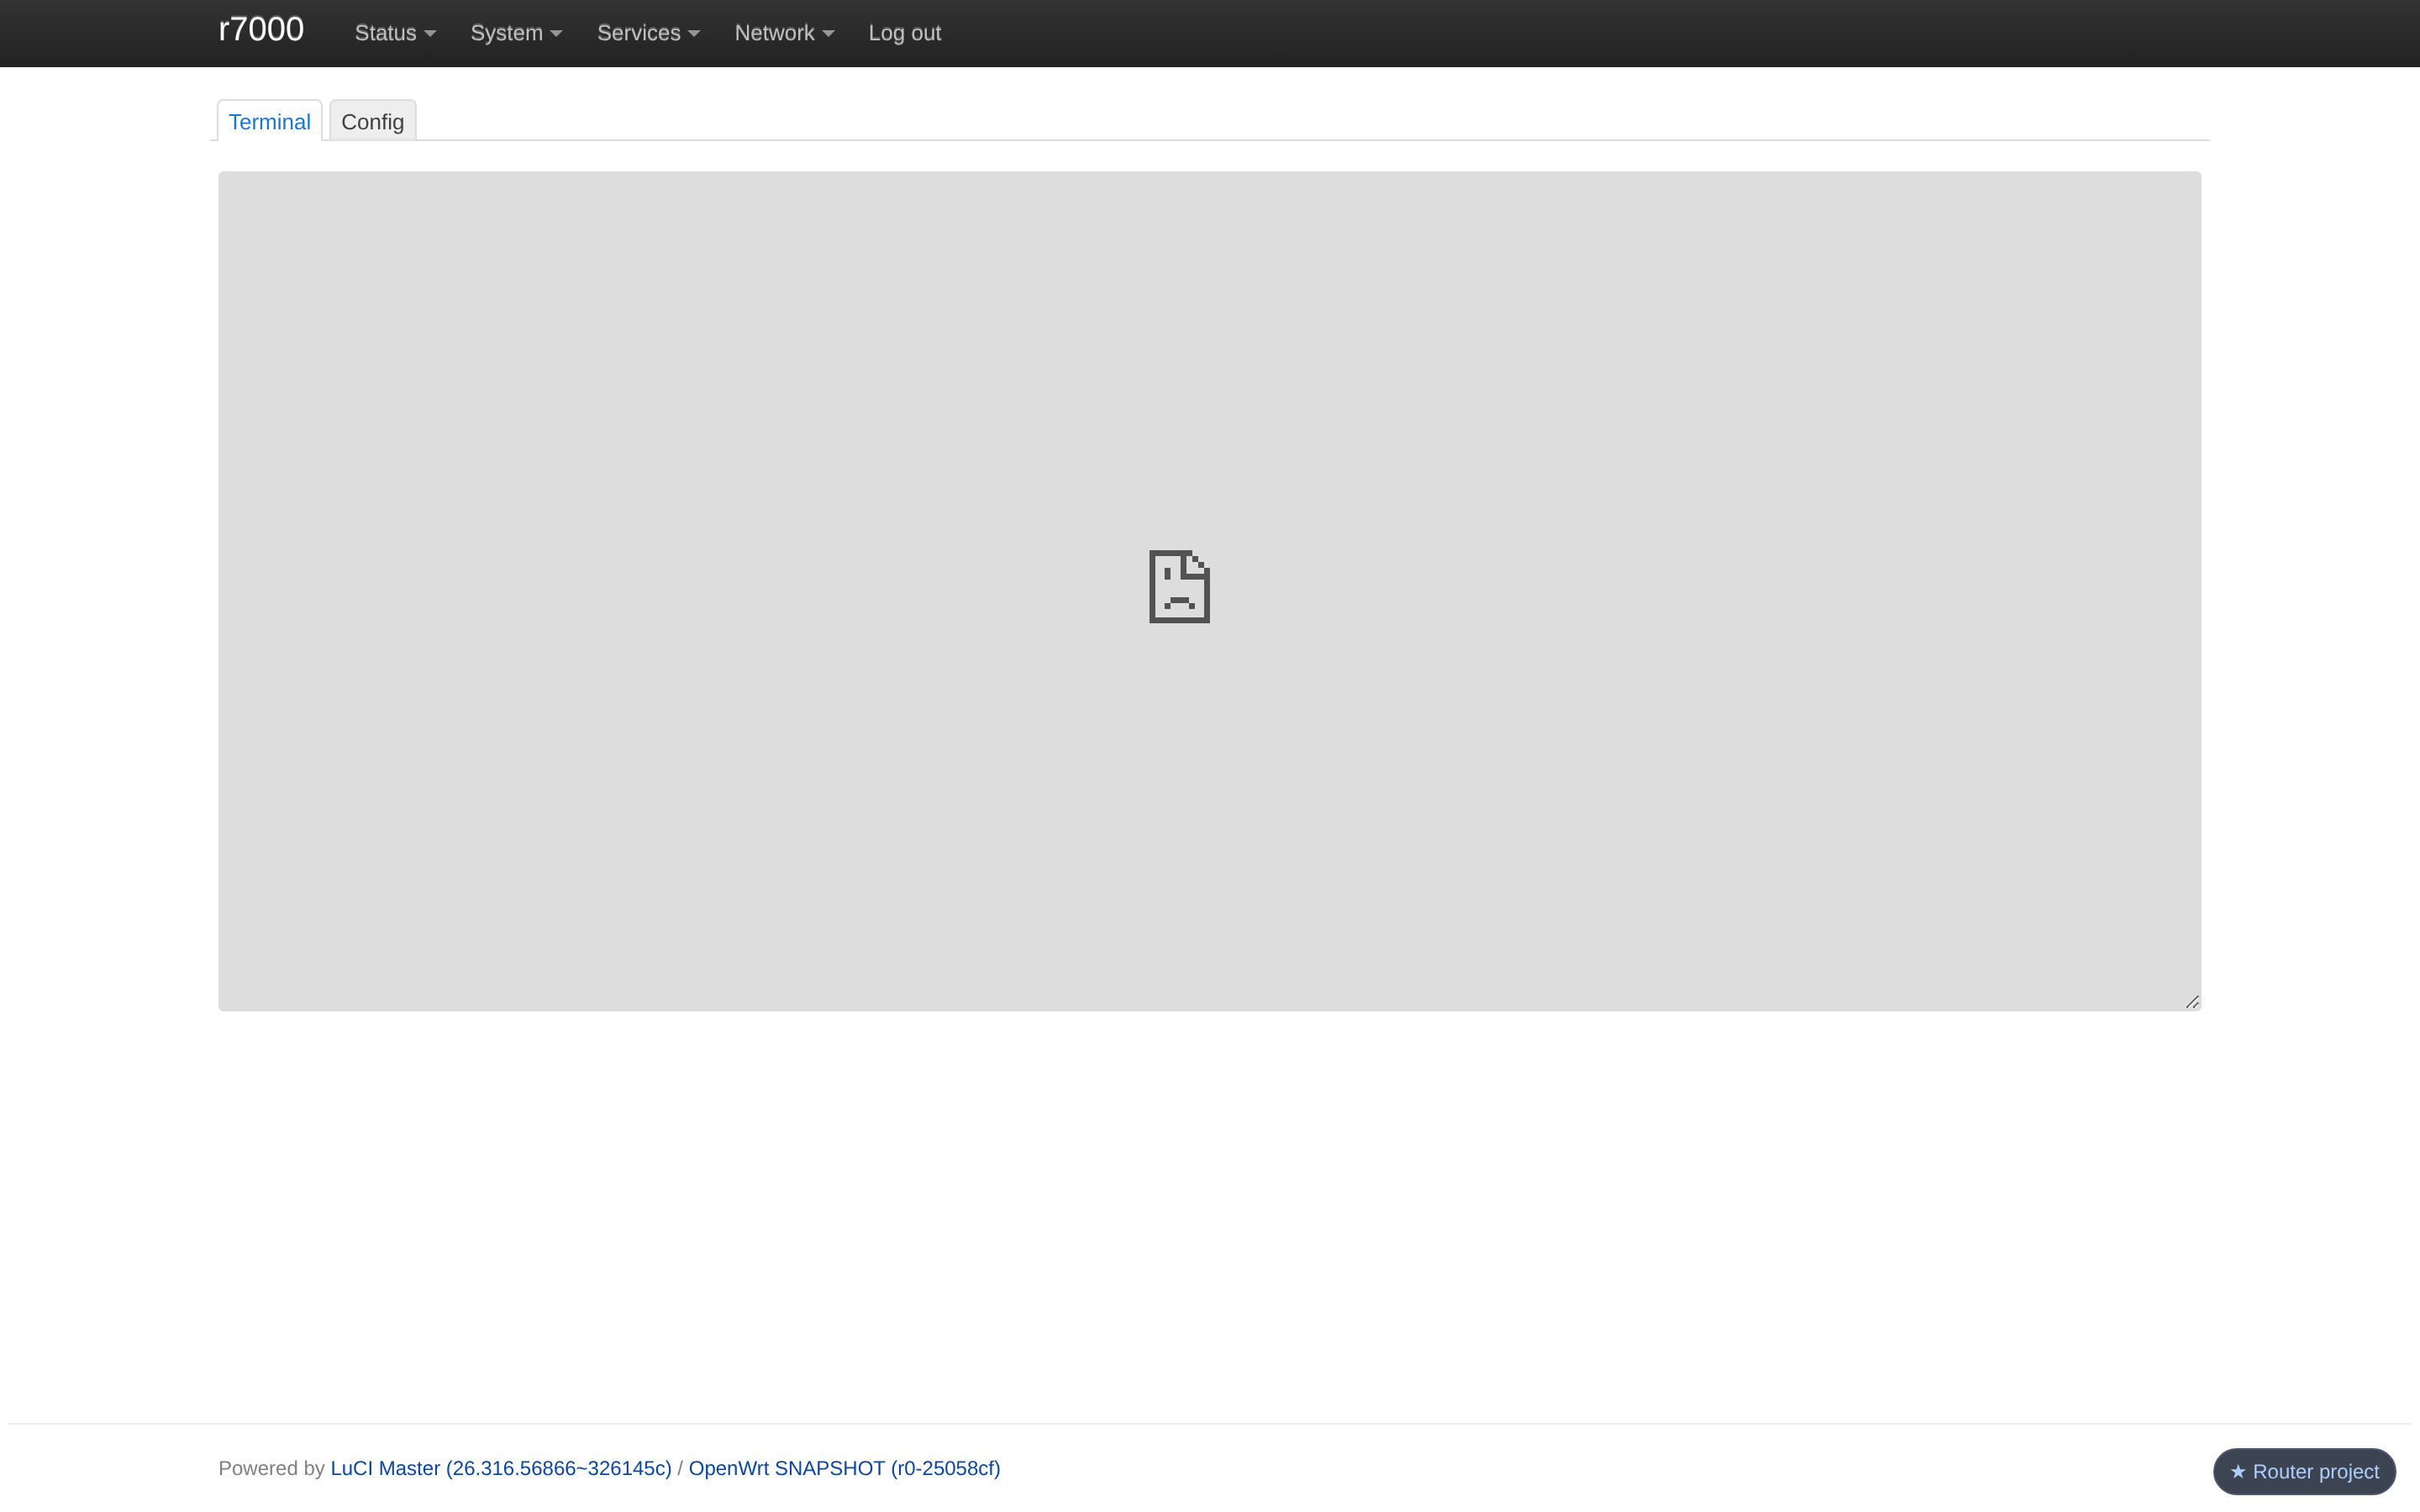 r7000 Status System Services Network Log out
Terminal Config
Powered by LuCI Master (26.316.56866~326145c) / OpenWrt SNAPSHOT (r0-25058cf)
★ Router project